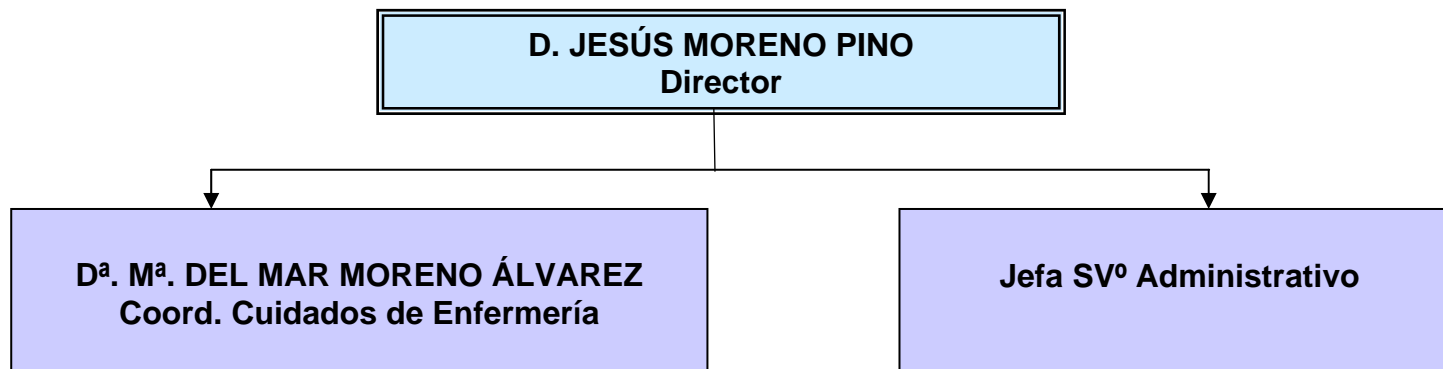 D. JESÚS MORENO PINO
Director
Dª. Mª. DEL MAR MORENO ÁLVAREZ
Coord. Cuidados de Enfermería
Jefa SVº Administrativo